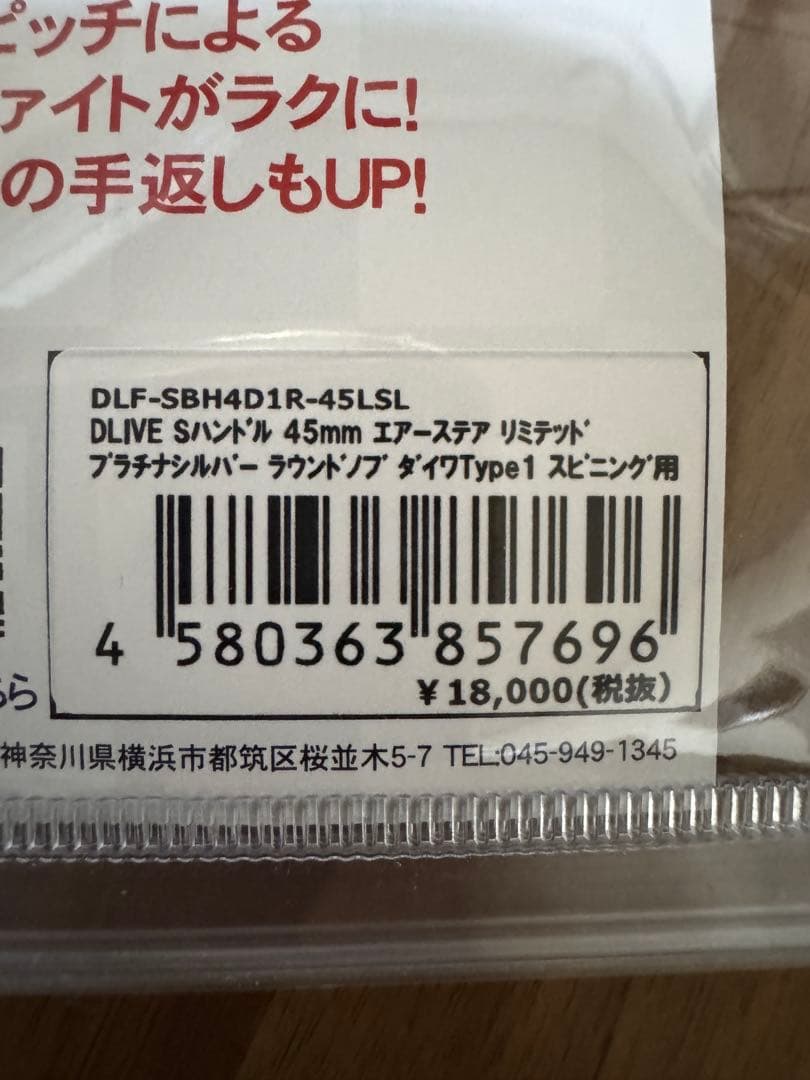 ピッチによる
ァイトがラクに!
の手返しもUP!
DLF-SBH4D1R-45LSL
DLIVE Sﾊﾝﾄﾞﾙ 45mm ｴｱｰｽﾃｱ ﾘﾐﾃｯﾄﾞ
ﾌﾟﾗﾁﾅｼﾙﾊﾞｰ ﾗｳﾝﾄﾞﾉﾌﾞ ﾀﾞｲﾜType1 ｽﾋﾟﾆﾝｸﾞ用
4 580363 857696
¥18,000(税抜)
ちら
神奈川県横浜市都筑区桜並木5-7 TEL:045-949-1345